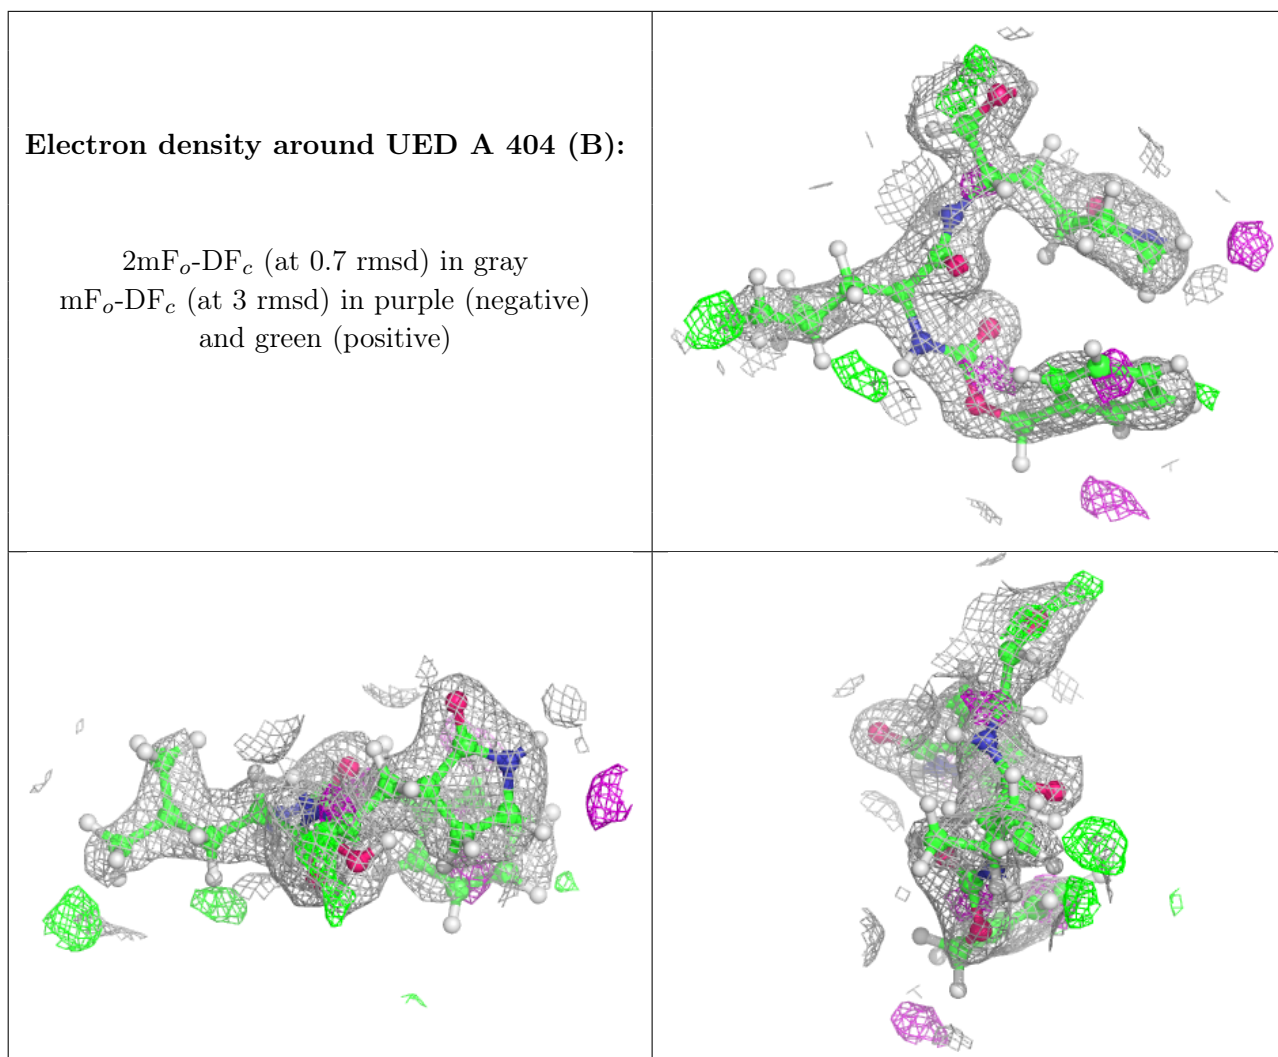 Electron density around UED A 404 (B):
2mFo-DFc (at 0.7 rmsd) in gray
mFo-DFc (at 3 rmsd) in purple (negative)
and green (positive)